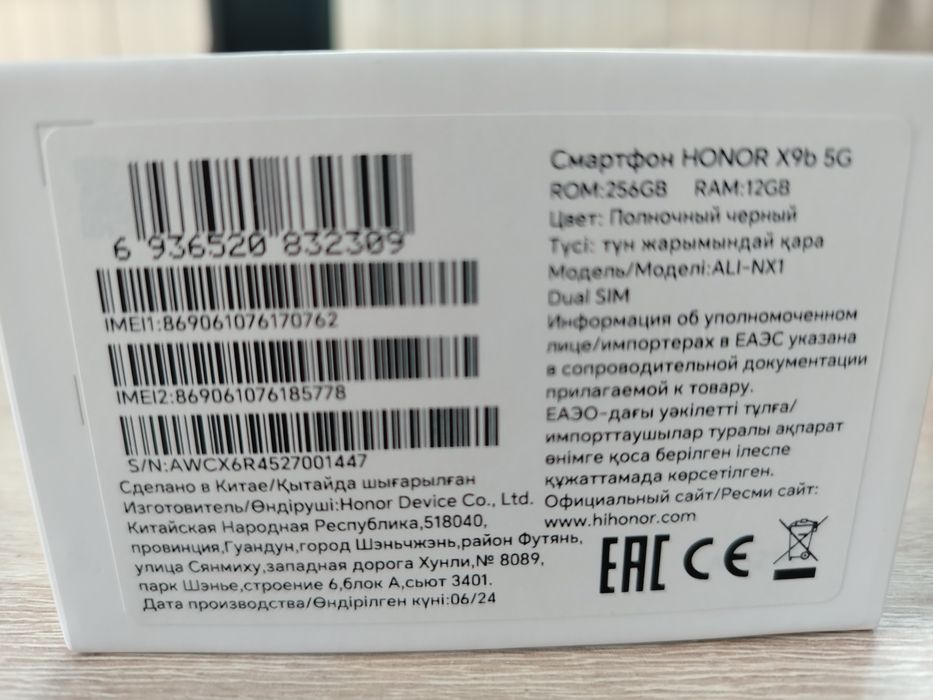 6 936520 832309
IMEI1:869061076170762
IMEI2:869061076185778
S/N:AWCX6R4527001447
Сделано в Китае/Қытайда шығарылған
Изготовитель/Өндіруші:Honor Device Co., Ltd.
Китайская Народная Республика,518040,
провинция,Гуандун,город Шэньчжэнь,район Футянь,
улица Сянмиху,западная дорога Хунли,№ 8089,
парк Шэнье,строение 6,блок А,сьют 3401.
Дата производства/Өндірілген күні:06/24
Смартфон HONOR X9b 5G
ROM:256GB RAM:12GB
Цвет: Полночный черный
Түсі: түн жарымындай қара
Модель/Моделі:ALI-NX1
Dual SIM
Информация об уполномоченном
лице/импортерах в ЕАЭС указана
в сопроводительной документации
прилагаемой к товару.
ЕАЭО-дағы уәкілетті тұлға/
импорттаушылар туралы ақпарат
өнімге қоса берілген ілеспе
құжаттамада көрсетілген.
Официальный сайт/Ресми сайт:
www.hihonor.com
EAC CE